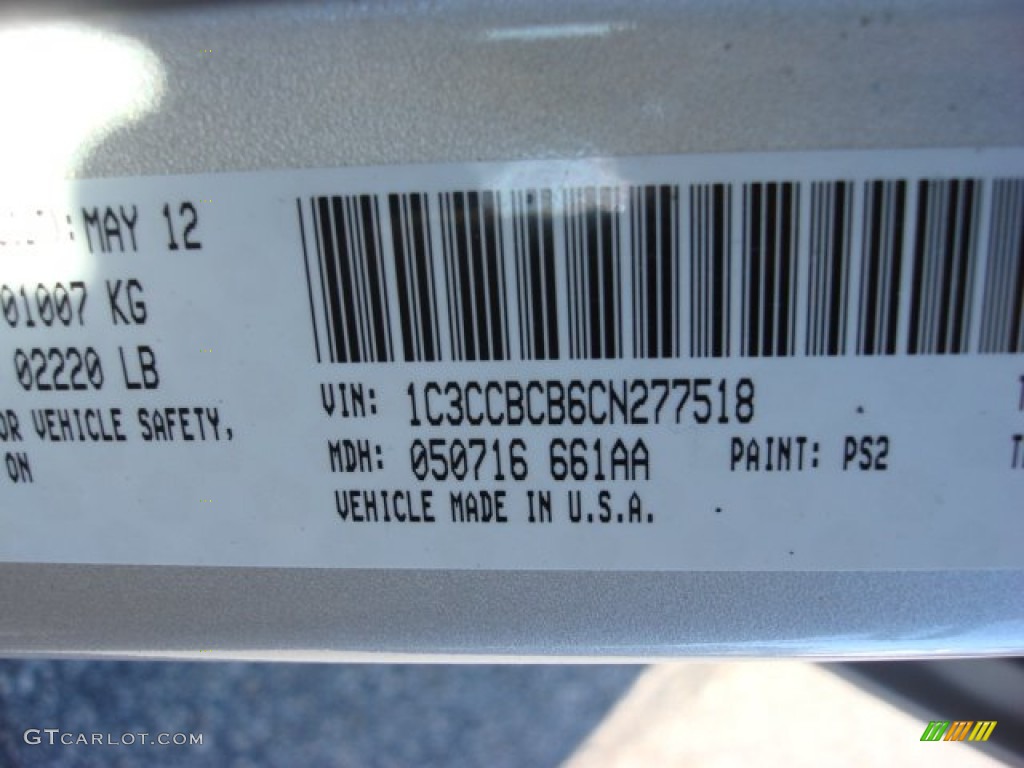 MAY 12
01007 KG
02220 LB
OR VEHICLE SAFETY,
ON
VIN: 1C3CCBCB6CN277518
MDH: 050716 661AA
PAINT: PS2
VEHICLE MADE IN U.S.A.
GTCARLOT.COM